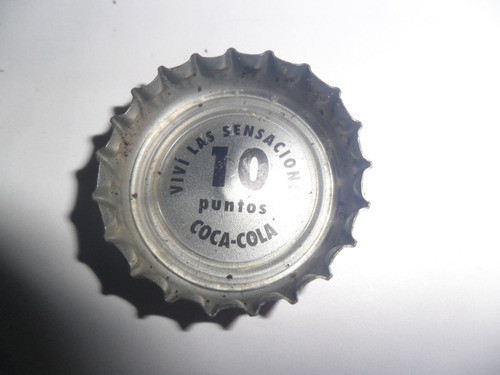 VIVÍ LAS SENSACION
10
puntos
COCA-COLA